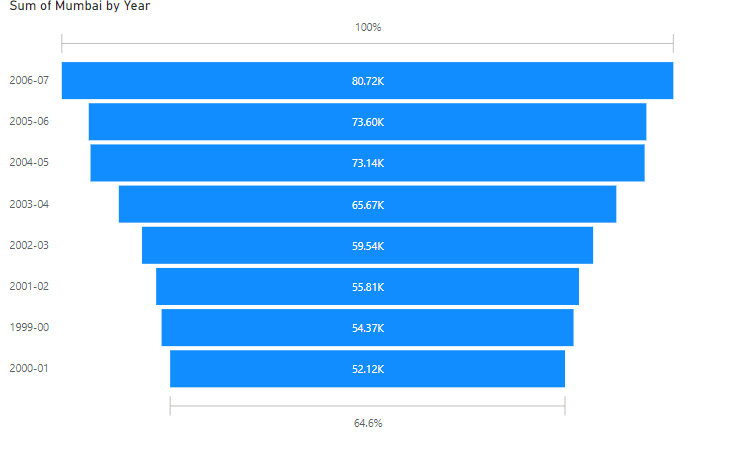 Sum of Mumbai by Year
100%
2006-07 80.72K
2005-06 73.60K
2004-05 73.14K
2003-04 65.67K
2002-03 59.54K
2001-02 55.81K
1999-00 54.37K
2000-01 52.12K
64.6%